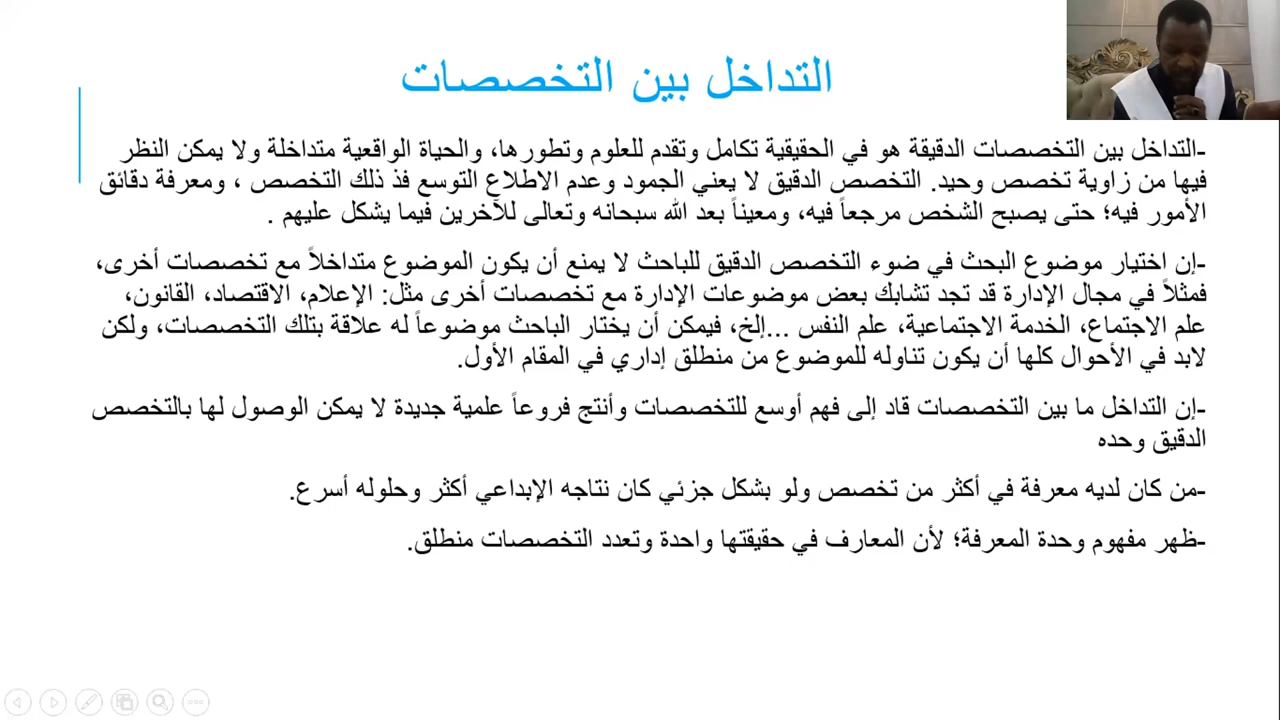 التداخل بين التخصصات
-التداخل بين التخصصات الدقيقة هو في الحقيقية تكامل وتقدم للعلوم وتطورها، والحياة الواقعية متداخلة ولا يمكن النظر
فيها من زاوية تخصص وحيد. التخصص الدقيق لا يعني الجمود وعدم الاطلاع التوسع فذ ذلك التخصص ، ومعرفة دقائق
الأمور فيه؛ حتى يصبح الشخص مرجعاً فيه، ومعيناً بعد الله سبحانه وتعالى للآخرين فيما يشكل عليهم .
-إن اختيار موضوع البحث في ضوء التخصص الدقيق للباحث لا يمنع أن يكون الموضوع متداخلاً مع تخصصات أخرى،
فمثلاً في مجال الإدارة قد تجد تشابك بعض موضوعات الإدارة مع تخصصات أخرى مثل: الإعلام، الاقتصاد، القانون،
علم الاجتماع، الخدمة الاجتماعية، علم النفس ...إلخ، فيمكن أن يختار الباحث موضوعاً له علاقة بتلك التخصصات، ولكن
لابد في الأحوال كلها أن يكون تناوله للموضوع من منطلق إداري في المقام الأول.
-إن التداخل ما بين التخصصات قاد إلى فهم أوسع للتخصصات وأنتج فروعاً علمية جديدة لا يمكن الوصول لها بالتخصص
الدقيق وحده
-من كان لديه معرفة في أكثر من تخصص ولو بشكل جزئي كان نتاجه الإبداعي أكثر وحلوله أسرع.
-ظهر مفهوم وحدة المعرفة؛ لأن المعارف في حقيقتها واحدة وتعدد التخصصات منطلق.